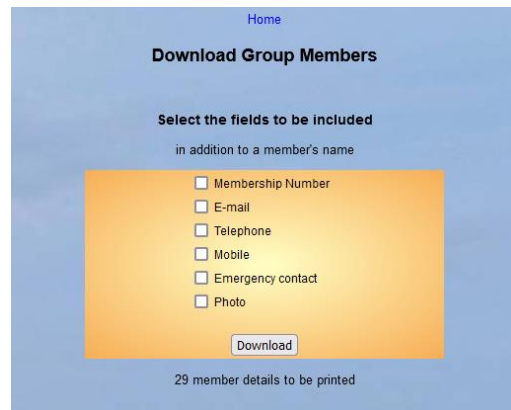 Home
Download Group Members
Select the fields to be included
in addition to a member's name
Membership Number
E-mail
Telephone
Mobile
Emergency contact
Photo
Download
29 member details to be printed